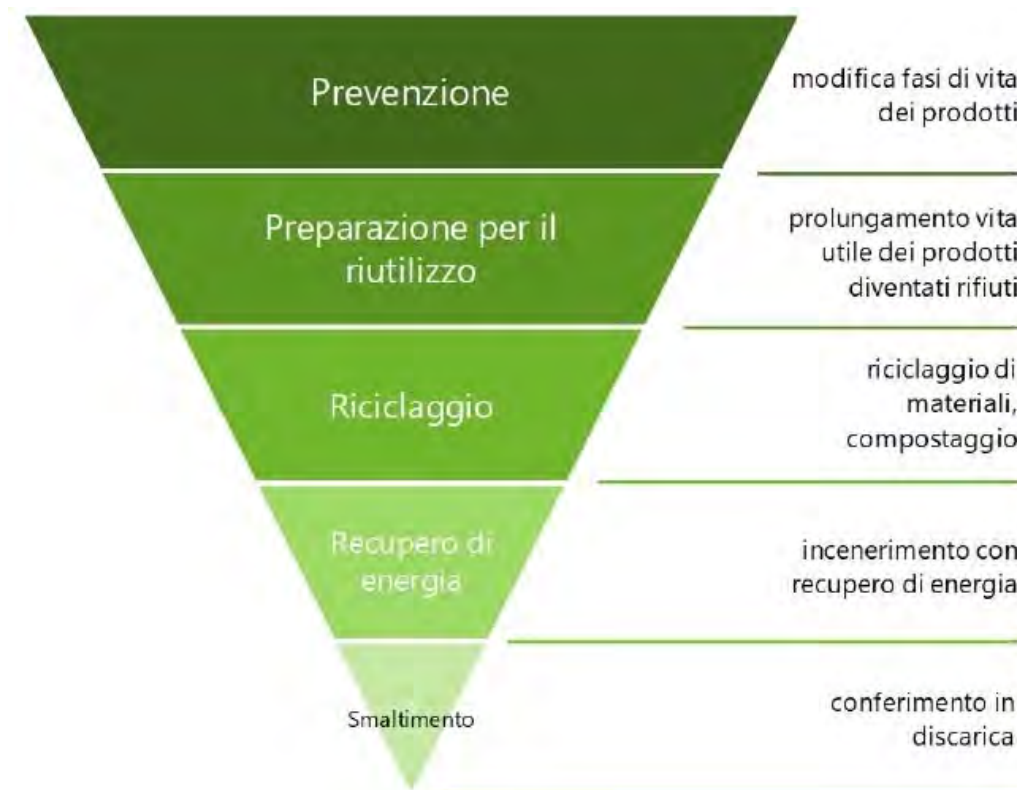 Prevenzione
modifica fasi di vita
dei prodotti
Preparazione per il
riutilizzo
prolungamento vita
utile dei prodotti
diventati rifiuti
Riciclaggio
riciclaggio di
materiali,
compostaggio
Recupero di
energia
incenerimento con
recupero di energia
Smaltimento
conferimento in
discarica